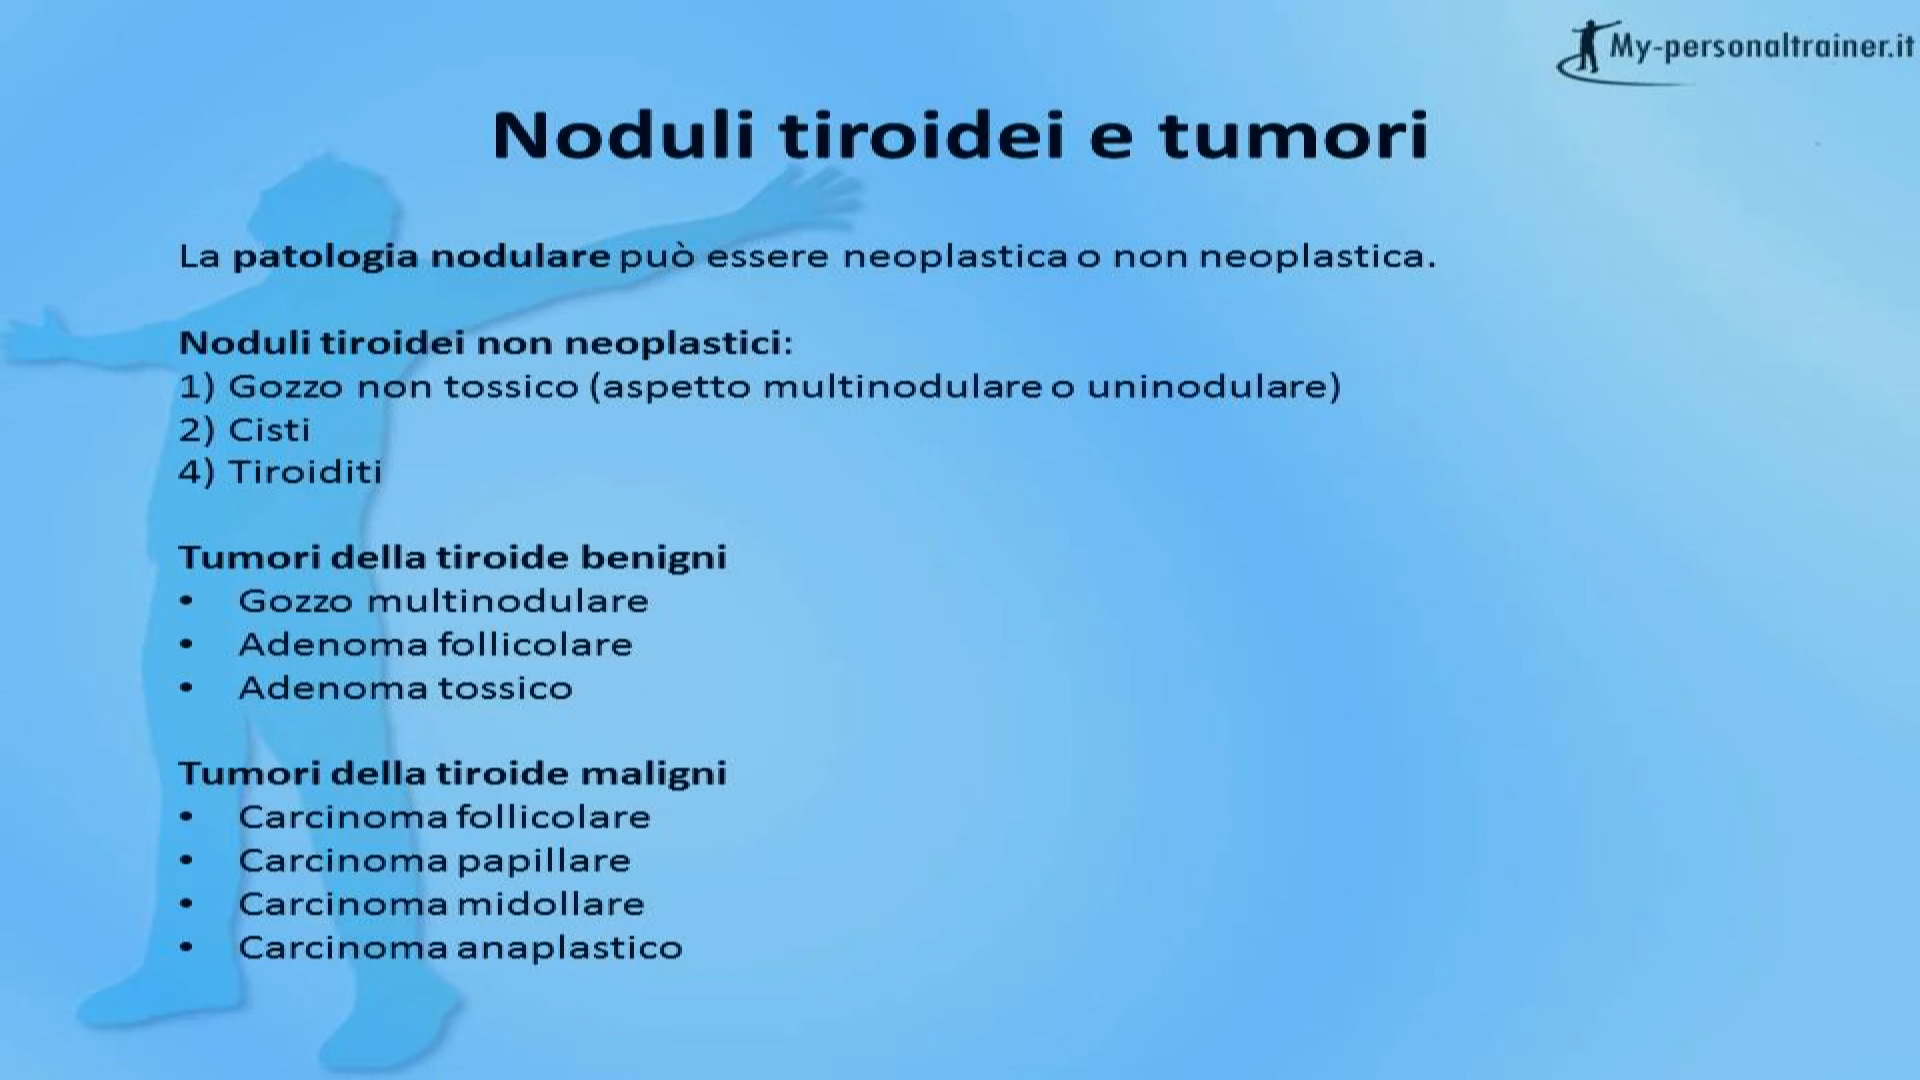 My-personaltrainer.it
Noduli tiroidei e tumori
La patologia nodulare può essere neoplastica o non neoplastica.
Noduli tiroidei non neoplastici:
1) Gozzo non tossico (aspetto multinodulare o uninodulare)
2) Cisti
4) Tiroiditi
Tumori della tiroide benigni
• Gozzo multinodulare
• Adenoma follicolare
• Adenoma tossico
Tumori della tiroide maligni
• Carcinoma follicolare
• Carcinoma papillare
• Carcinoma midollare
• Carcinoma anaplastico